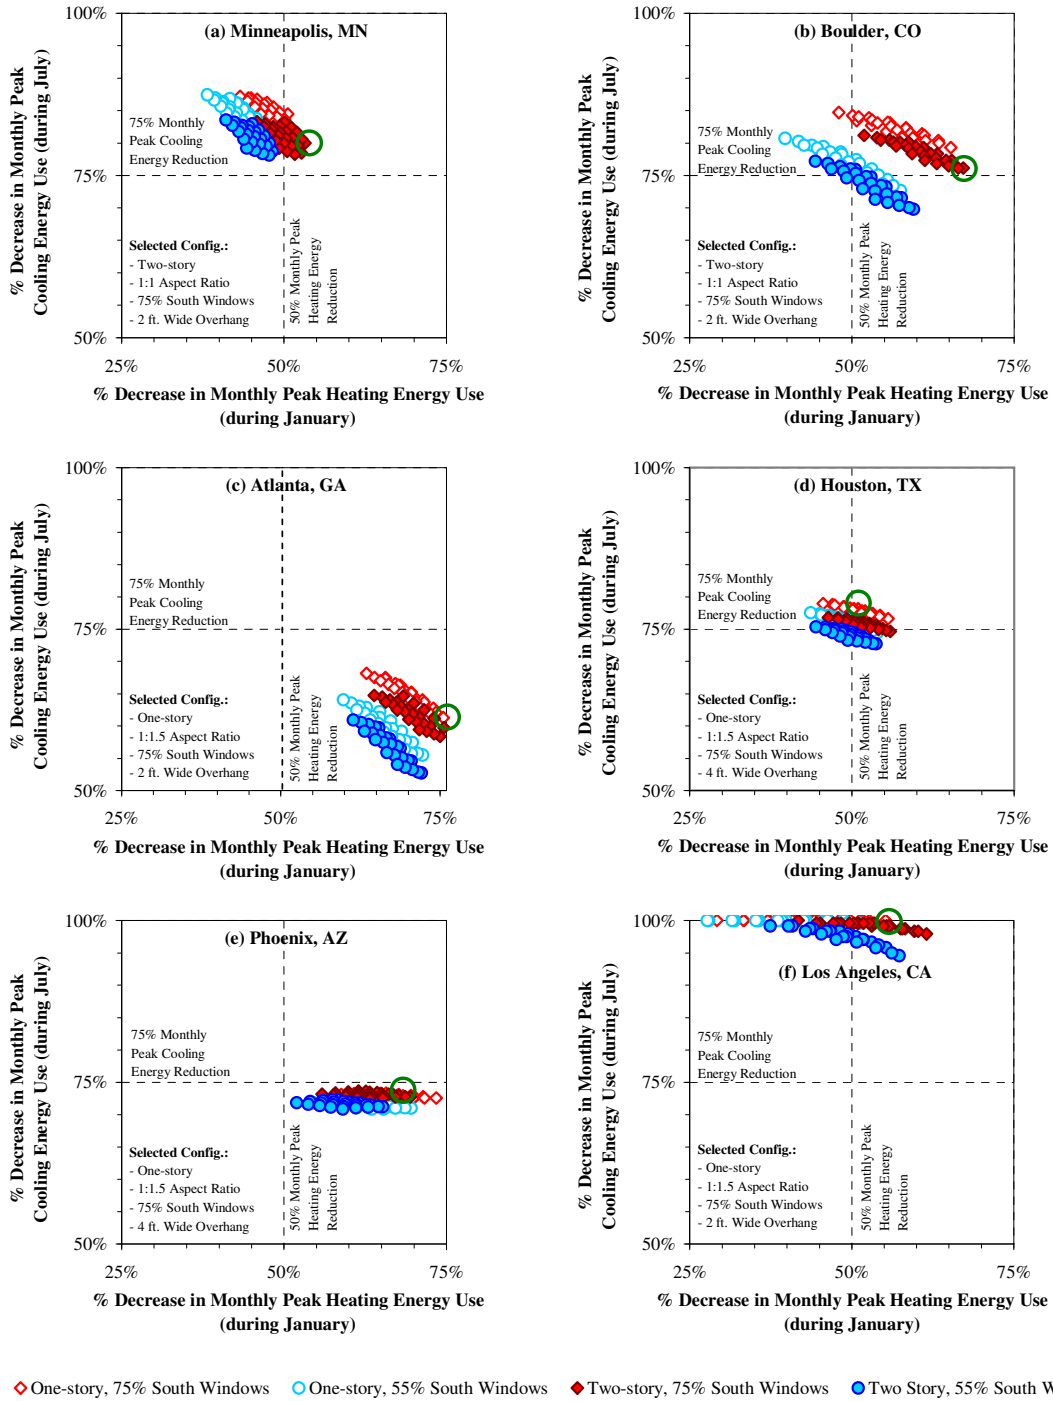 % Decrease in Monthly Peak
Cooling Energy Use (during July)
100%
75%
50%
(a) Minneapolis, MN
75% Monthly
Peak Cooling
Energy Reduction
Selected Config.:
- Two-story
- 1:1 Aspect Ratio
- 75% South Windows
- 2 ft. Wide Overhang
50% Monthly Peak
Heating Energy
Reduction
25%
50%
75%
% Decrease in Monthly Peak Heating Energy Use
(during January)
% Decrease in Monthly Peak
Cooling Energy Use (during July)
100%
75%
50%
(b) Boulder, CO
75% Monthly
Peak Cooling
Energy Reduction
Selected Config.:
- Two-story
- 1:1 Aspect Ratio
- 75% South Windows
- 2 ft. Wide Overhang
50% Monthly Peak
Heating Energy
Reduction
25%
50%
75%
% Decrease in Monthly Peak Heating Energy Use
(during January)
% Decrease in Monthly Peak
Cooling Energy Use (during July)
100%
75%
50%
(c) Atlanta, GA
75% Monthly
Peak Cooling
Energy Reduction
Selected Config.:
- One-story
- 1:1.5 Aspect Ratio
- 75% South Windows
- 2 ft. Wide Overhang
50% Monthly Peak
Heating Energy
Reduction
25%
50%
75%
% Decrease in Monthly Peak Heating Energy Use
(during January)
% Decrease in Monthly Peak
Cooling Energy Use (during July)
100%
75%
50%
(d) Houston, TX
75% Monthly
Peak Cooling
Energy Reduction
Selected Config.:
- One-story
- 1:1.5 Aspect Ratio
- 75% South Windows
- 4 ft. Wide Overhang
50% Monthly Peak
Heating Energy
Reduction
25%
50%
75%
% Decrease in Monthly Peak Heating Energy Use
(during January)
% Decrease in Monthly Peak
Cooling Energy Use (during July)
100%
75%
50%
(e) Phoenix, AZ
75% Monthly
Peak Cooling
Energy Reduction
Selected Config.:
- One-story
- 1:1.5 Aspect Ratio
- 75% South Windows
- 4 ft. Wide Overhang
50% Monthly Peak
Heating Energy
Reduction
25%
50%
75%
% Decrease in Monthly Peak Heating Energy Use
(during January)
% Decrease in Monthly Peak
Cooling Energy Use (during July)
100%
75%
50%
(f) Los Angeles, CA
75% Monthly
Peak Cooling
Energy Reduction
Selected Config.:
- One-story
- 1:1.5 Aspect Ratio
- 75% South Windows
- 2 ft. Wide Overhang
50% Monthly Peak
Heating Energy
Reduction
25%
50%
75%
% Decrease in Monthly Peak Heating Energy Use
(during January)
One-story, 75% South Windows
One-story, 55% South Windows
Two-story, 75% South Windows
Two Story, 55% South W